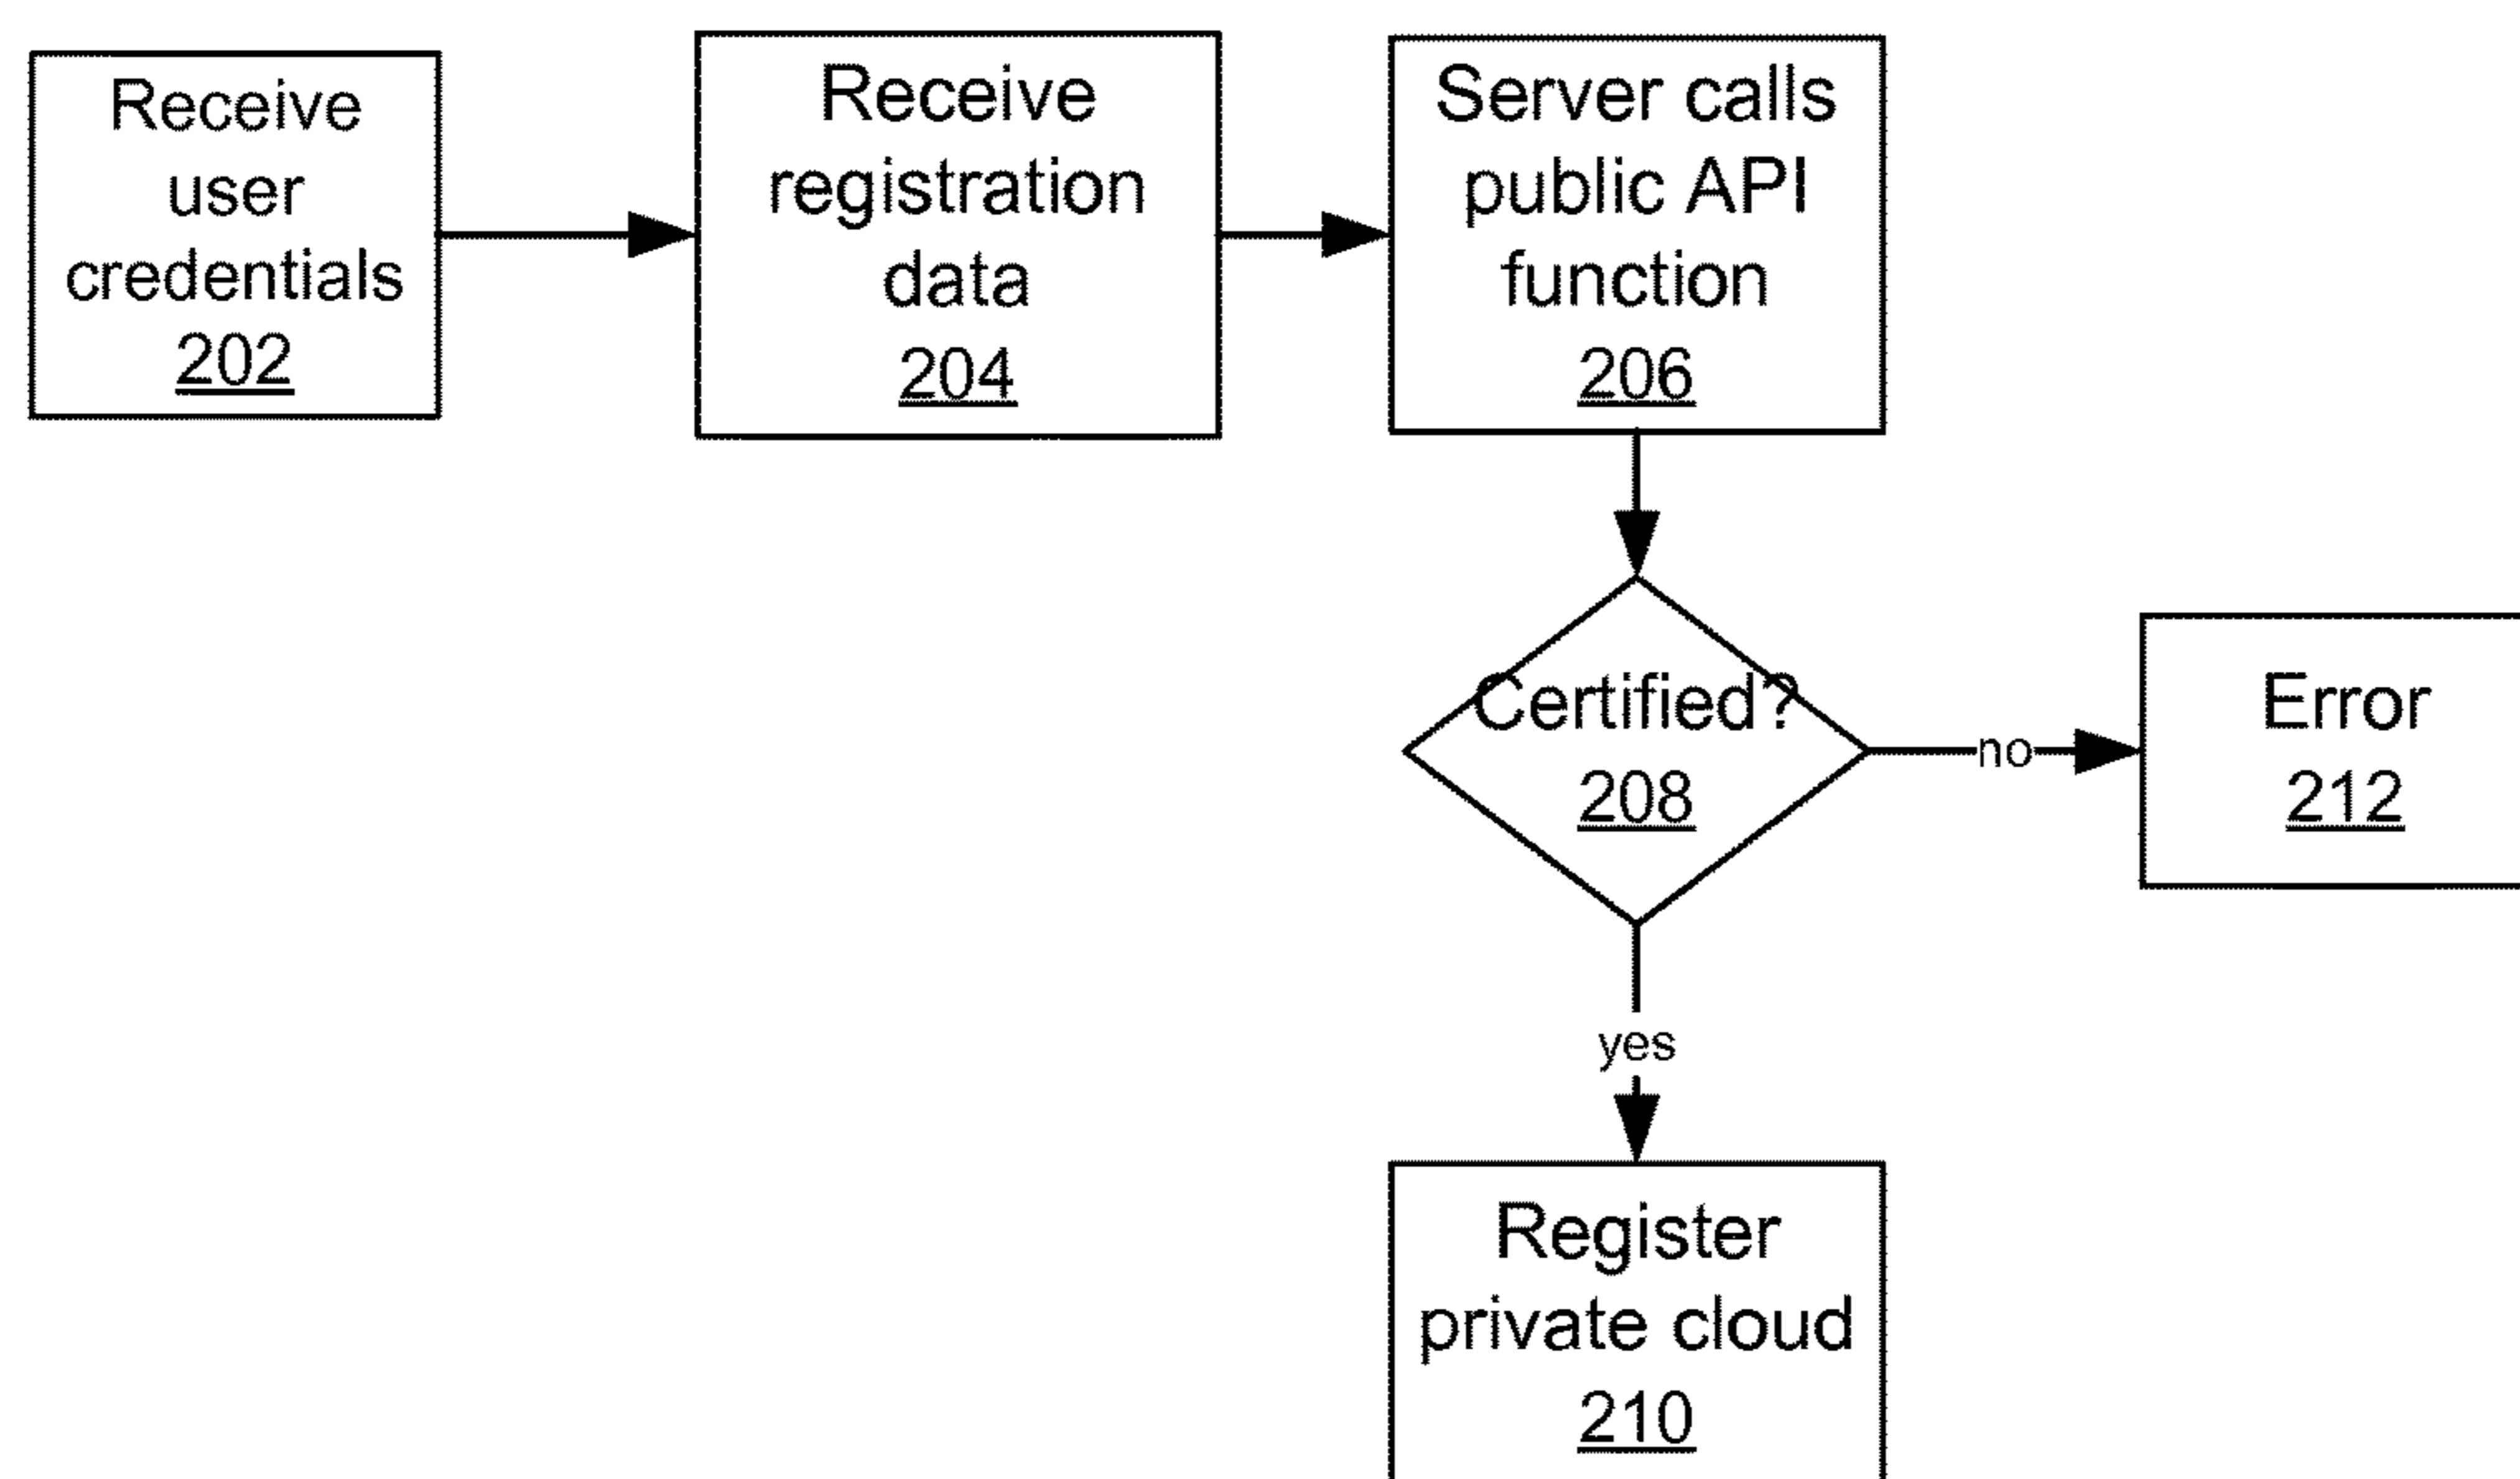 Receive
user
credentials
202
Receive
registration
data
204
Server calls
public API
function
206
Certified?
208
no
Error
212
yes
Register
private cloud
210